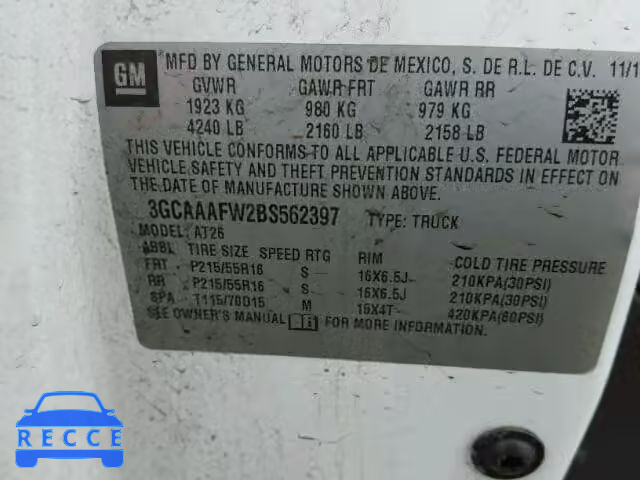 GM
MFD BY GENERAL MOTORS DE MEXICO, S. DE R.L. DE C.V. 11/1
GVWR GAWR FRT GAWR RR
1923 KG 980 KG 979 KG
4240 LB 2160 LB 2158 LB
THIS VEHICLE CONFORMS TO ALL APPLICABLE U.S. FEDERAL MOTOR
VEHICLE SAFETY AND THEFT PREVENTION STANDARDS IN EFFECT ON
THE DATE OF MANUFACTURE SHOWN ABOVE.
3GCAAAFW2BS562397 TYPE: TRUCK
MODEL: AT26
ABBL TIRE SIZE SPEED RTG RIM COLD TIRE PRESSURE
FRT P215/55R16 S 16X6.5J 210KPA(30PSI)
RR P215/55R16 S 16X6.5J 210KPA(30PSI)
SPA T115/70D15 M 15X4T 420KPA(60PSI)
SEE OWNER'S MANUAL FOR MORE INFORMATION.
RECCE